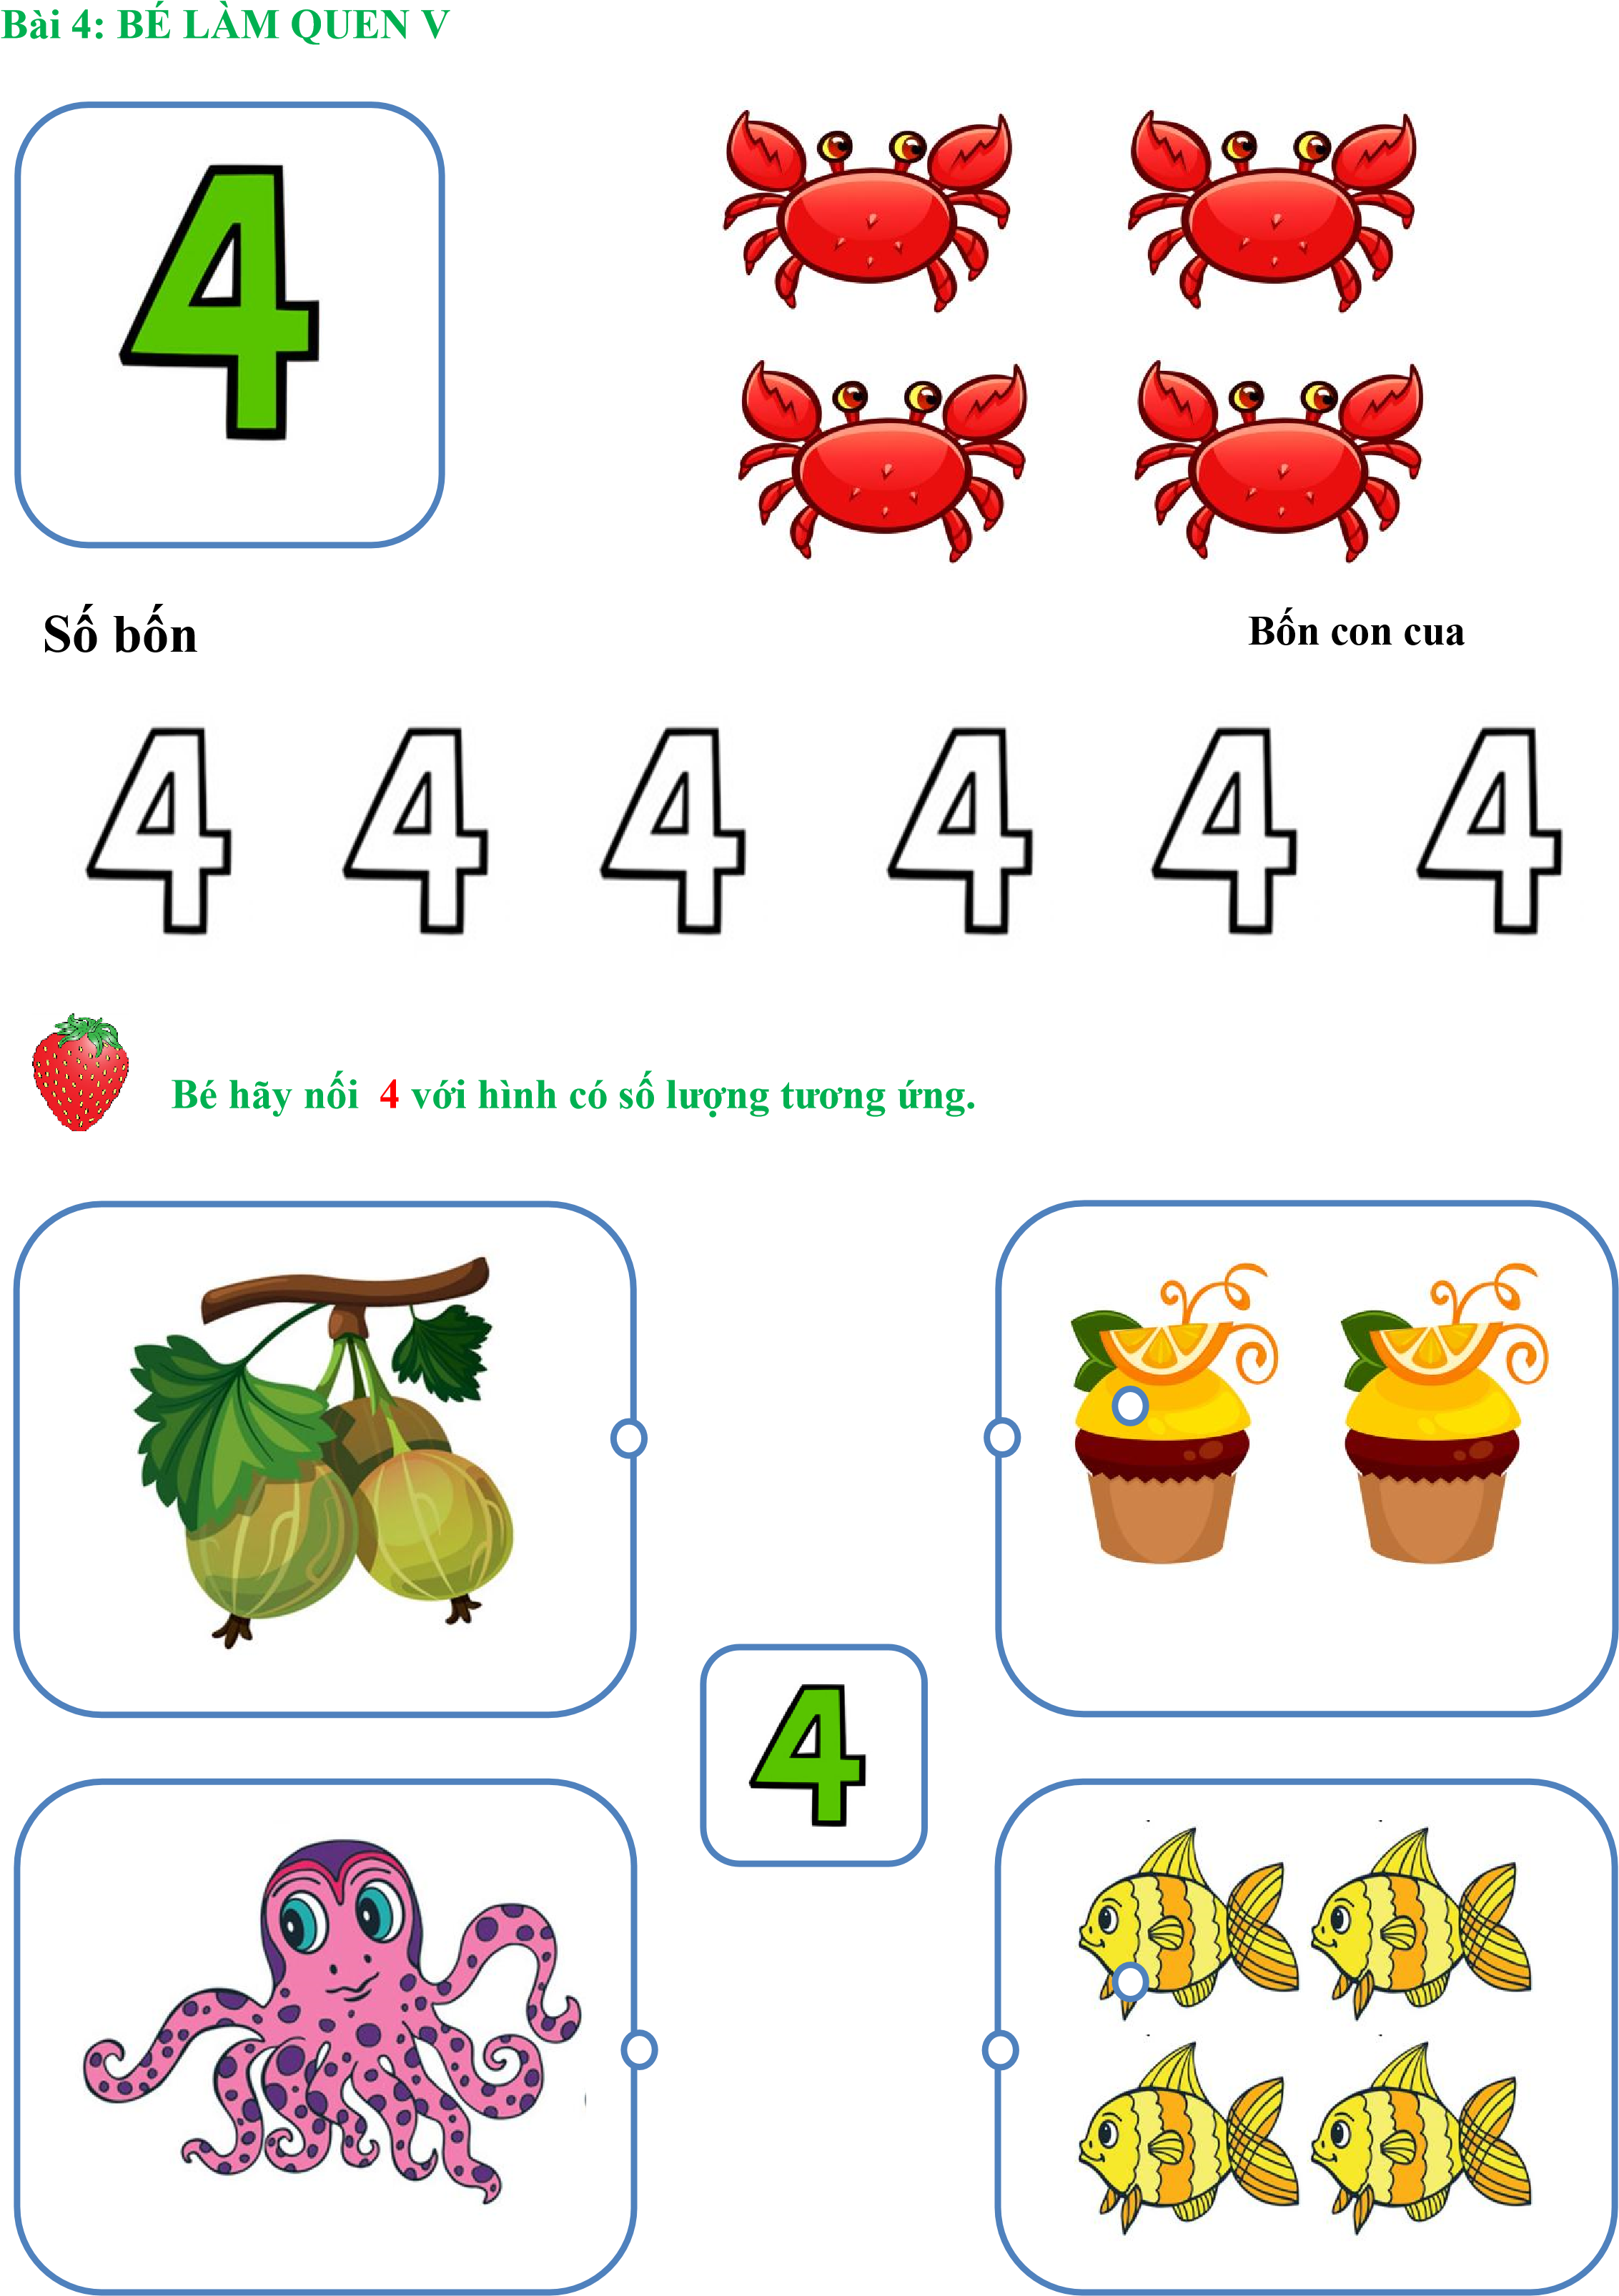 Bài 4: BÉ LÀM QUEN V
4
Số bốn
Bốn con cua
4 4 4 4 4 4
Bé hãy nối 4 với hình có số lượng tương ứng.
4